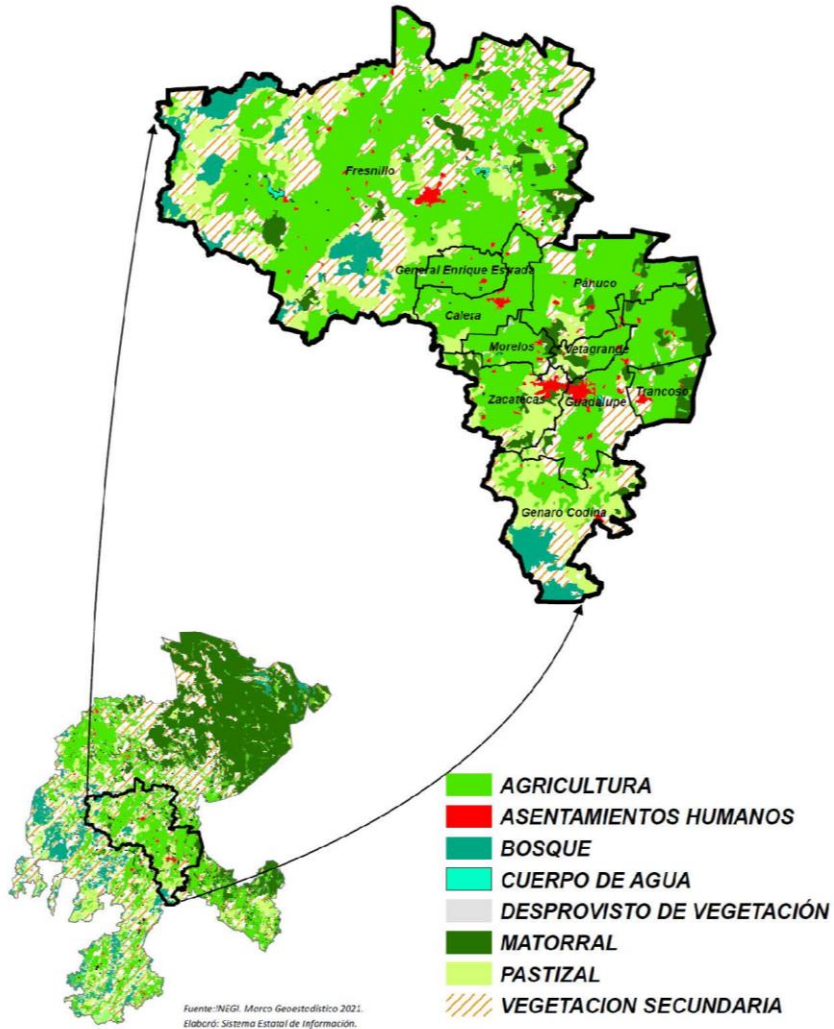 Fresnillo
General Enrique Estrada
Pánuco
Calera
Morelos
Vetagrande
Zacatecas
Guadalupe
Trancoso
Genaro Codina
AGRICULTURA
ASENTAMIENTOS HUMANOS
BOSQUE
CUERPO DE AGUA
DESPROVISTO DE VEGETACIÓN
MATORRAL
PASTIZAL
VEGETACION SECUNDARIA
Fuente:INEGI. Marco Geoestadístico 2021.
Elaboró: Sistema Estatal de Información.